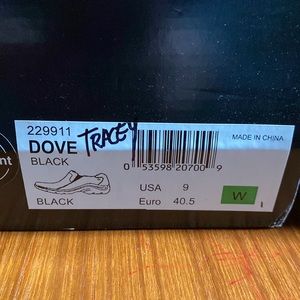 229911
DOVE TRACEY
BLACK
MADE IN CHINA
0 53598 20700 9
USA 9
BLACK Euro 40.5 W